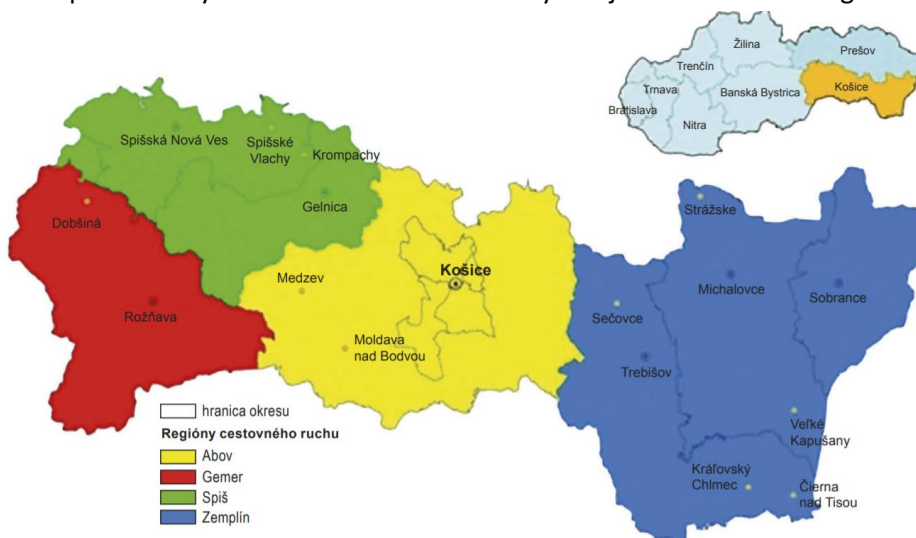 Žilina
Prešov
Trenčín
Košice
Trnava
Banská Bystrica
Bratislava
Nitra
Spišská Nová Ves
Spišské
Vlachy
Krompachy
Gelnica
Dobšiná
Rožňava
Medzev
Košice
Moldava
nad Bodvou
Strážske
Michalovce
Sobrance
Sečovce
Trebišov
Veľké
Kapušany
Kráľovský
Chlmec
Čierna
nad Tisou
hranica okresu
Regióny cestovného ruchu
Abov
Gemer
Spiš
Zemplín